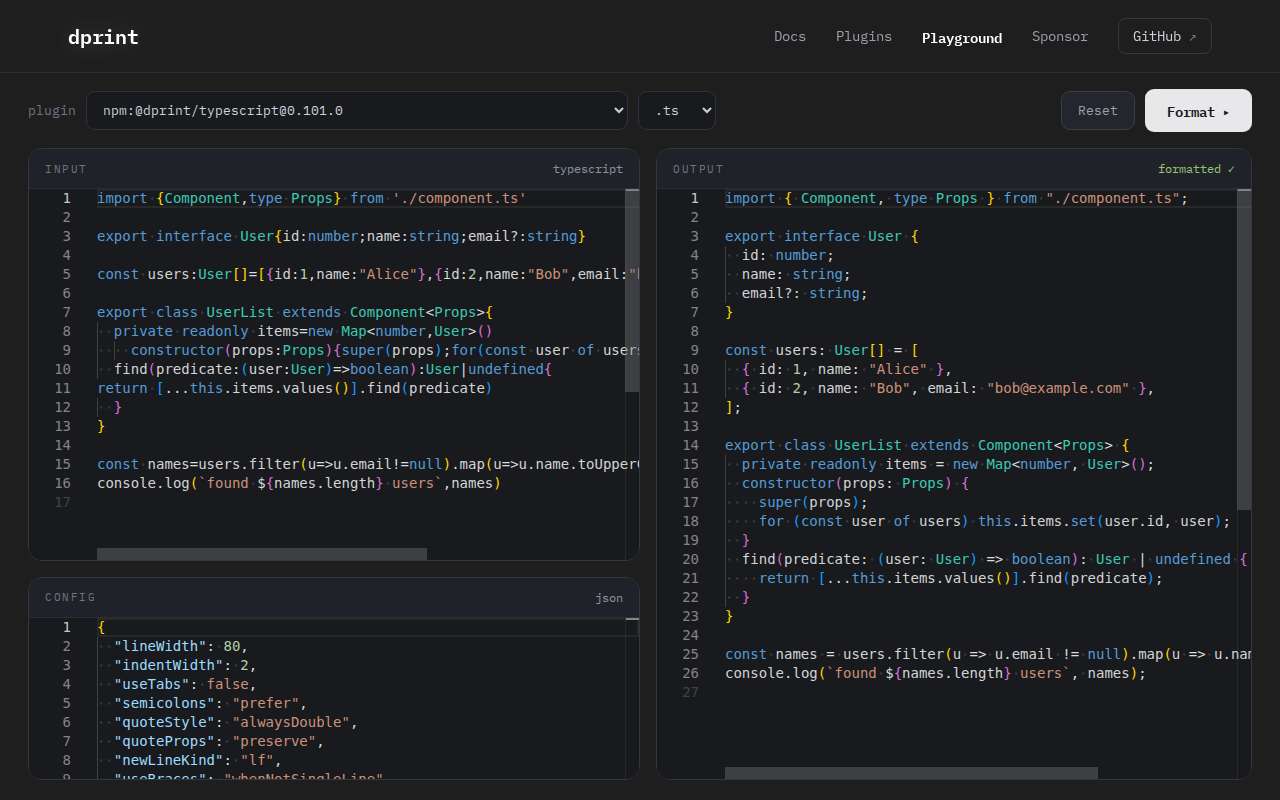 dprint
Docs
Plugins
Playground
Sponsor
GitHub ↗
plugin
npm:@dprint/typescript@0.101.0
.ts
Reset
Format ▸
INPUT
typescript
1 import {Component,type Props} from './component.ts'
2
3 export interface User{id:number;name:string;email?:string}
4
5 const users:User[]=[{id:1,name:"Alice"},{id:2,name:"Bob",email:"
6
7 export class UserList extends Component<Props>{
8   private readonly items=new Map<number,User>()
9     constructor(props:Props){super(props);for(const user of users
10   find(predicate:(user:User)=>boolean):User|undefined{
11 return [...this.items.values()].find(predicate)
12   }
13 }
14
15 const names=users.filter(u=>u.email!=null).map(u=>u.name.toUpper
16 console.log(`found ${names.length} users`,names)
17
CONFIG
json
1 {
2   "lineWidth": 80,
3   "indentWidth": 2,
4   "useTabs": false,
5   "semicolons": "prefer",
6   "quoteStyle": "alwaysDouble",
7   "quoteProps": "preserve",
8   "newLineKind": "lf",
9   "useBraces": "whenNotSingleLine"
OUTPUT
formatted ✓
1 import { Component, type Props } from "./component.ts";
2
3 export interface User {
4   id: number;
5   name: string;
6   email?: string;
7 }
8
9 const users: User[] = [
10   { id: 1, name: "Alice" },
11   { id: 2, name: "Bob", email: "bob@example.com" },
12 ];
13
14 export class UserList extends Component<Props> {
15   private readonly items = new Map<number, User>();
16   constructor(props: Props) {
17     super(props);
18     for (const user of users) this.items.set(user.id, user);
19   }
20   find(predicate: (user: User) => boolean): User | undefined {
21     return [...this.items.values()].find(predicate);
22   }
23 }
24
25 const names = users.filter(u => u.email != null).map(u => u.nam
26 console.log(`found ${names.length} users`, names);
27